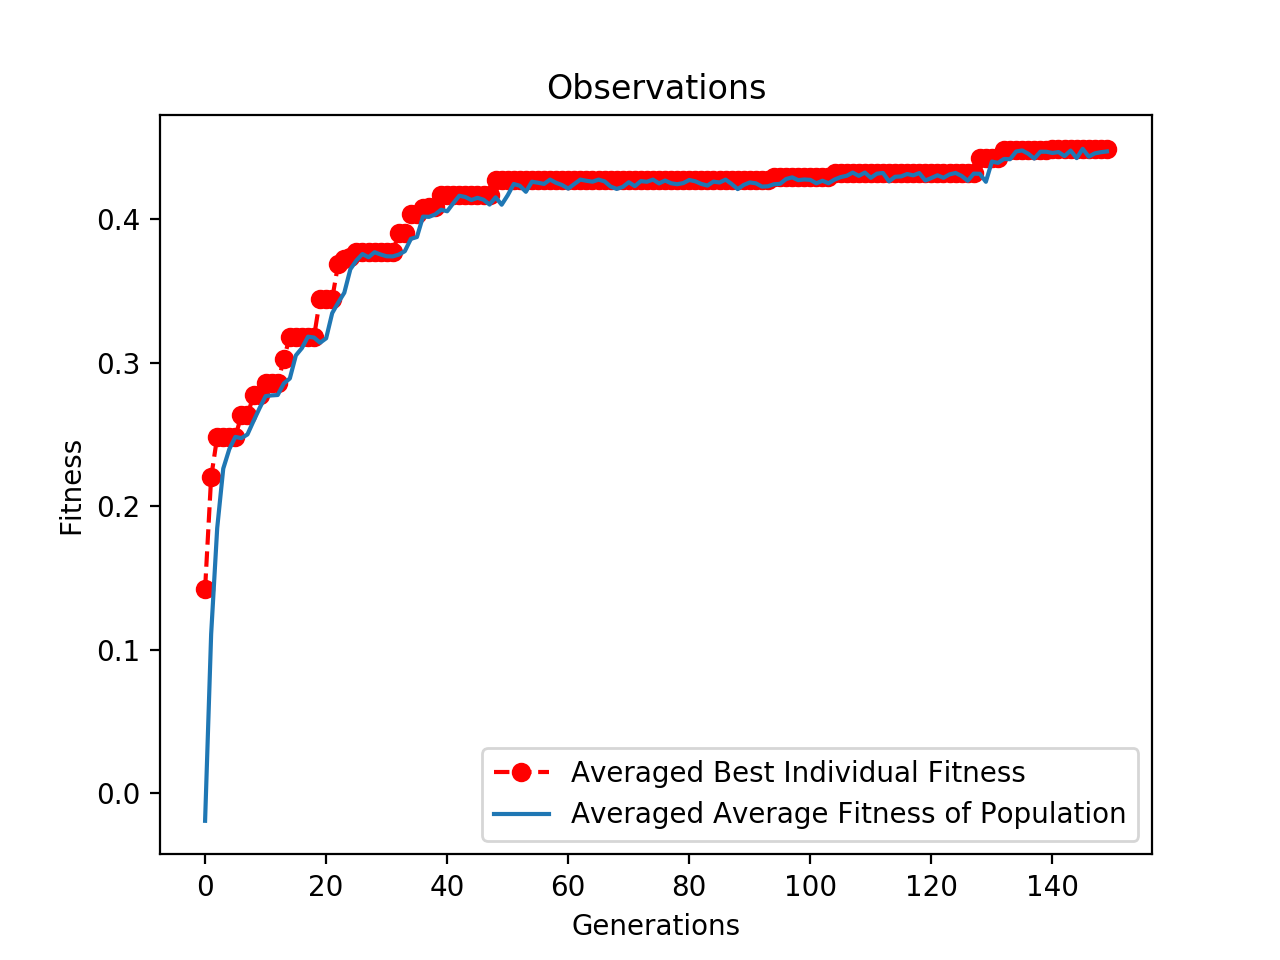 Observations
Fitness
0.4
0.3
0.2
0.1
0.0
Averaged Best Individual Fitness
Averaged Average Fitness of Population
0 20 40 60 80 100 120 140
Generations